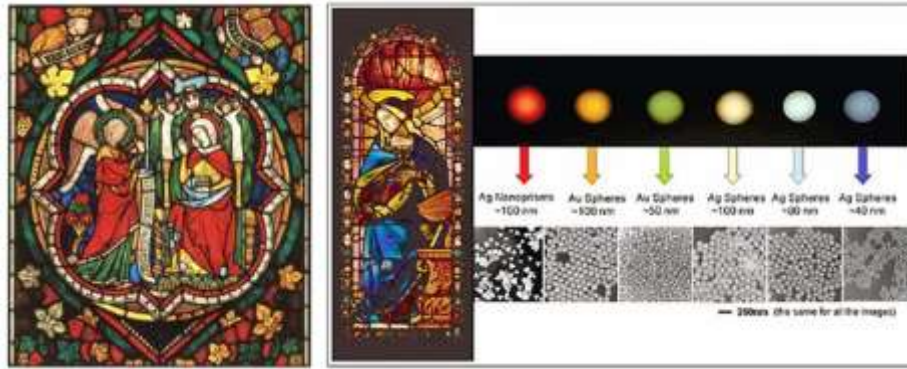 Ag Nanoprisms
~100 nm
Au Spheres
~100 nm
Au Spheres
~50 nm
Ag Spheres
~100 nm
Ag Spheres
~80 nm
Ag Spheres
~40 nm
200nm (the same for all the images)